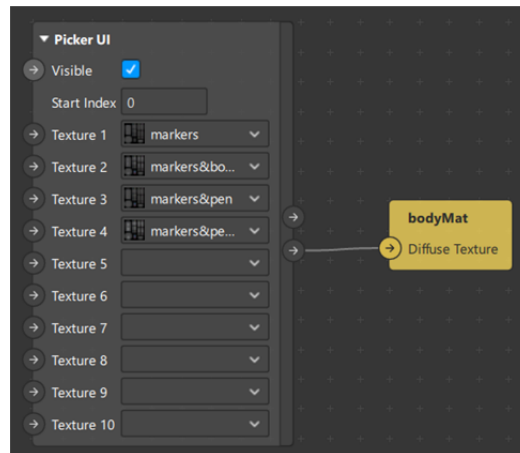 Picker UI
Visible
Start Index 0
Texture 1 markers
Texture 2 markers&bo...
Texture 3 markers&pen
Texture 4 markers&pe...
Texture 5
Texture 6
Texture 7
Texture 8
Texture 9
Texture 10
bodyMat
Diffuse Texture